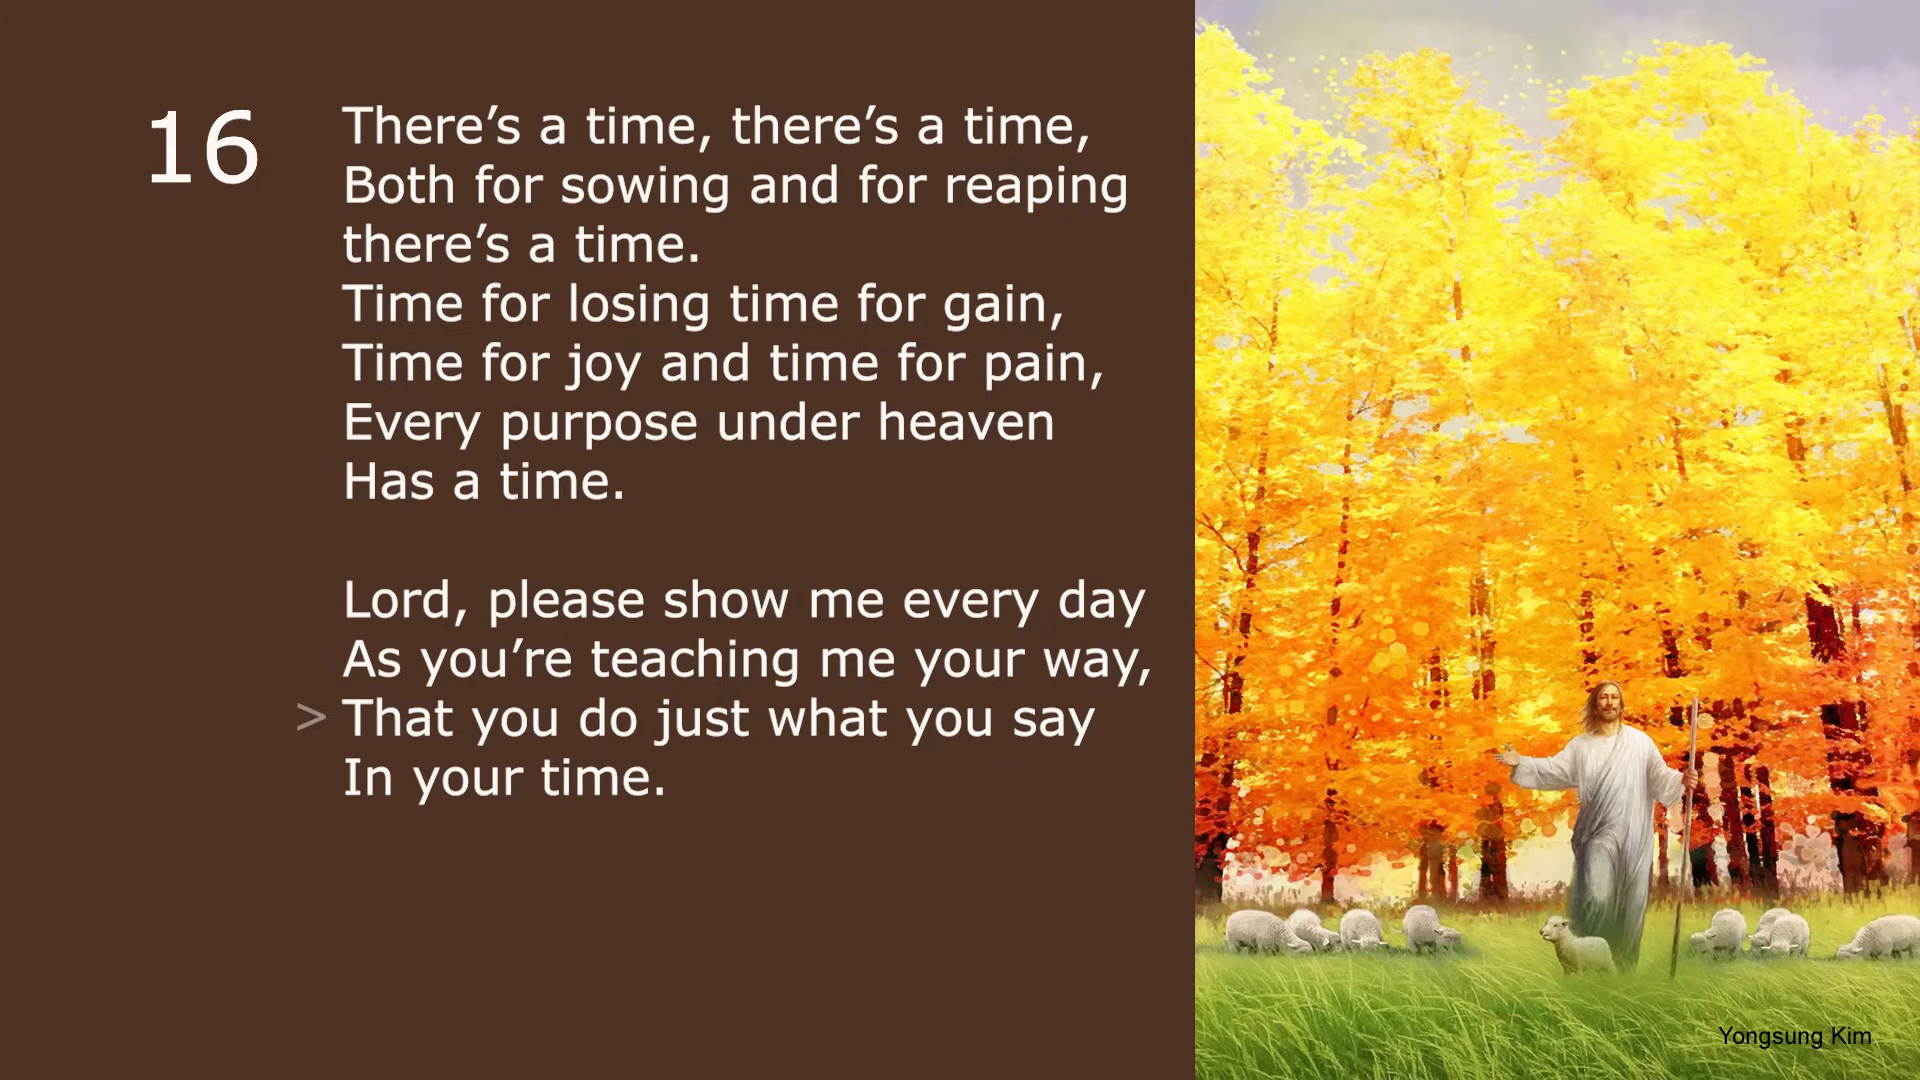 16
There’s a time, there’s a time,
Both for sowing and for reaping
there’s a time.
Time for losing time for gain,
Time for joy and time for pain,
Every purpose under heaven
Has a time.
Lord, please show me every day
As you’re teaching me your way,
> That you do just what you say
In your time.
Yongsung Kim